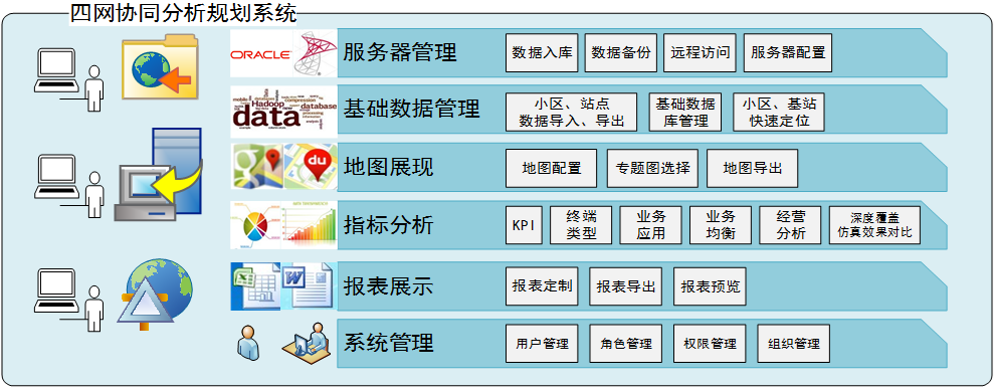 四网协同分析规划系统
ORACLE
服务器管理
数据入库
数据备份
远程访问
服务器配置
Hadoop
database
data
基础数据管理
小区、站点
数据导入、导出
基础数据
库管理
小区、基站
快速定位
g
du
地图展现
地图配置
专题图选择
地图导出
指标分析
KPI
终端
类型
业务
应用
业务
均衡
经营
分析
深度覆盖
仿真效果对比
X
W
报表展示
报表定制
报表导出
报表预览
系统管理
用户管理
角色管理
权限管理
组织管理